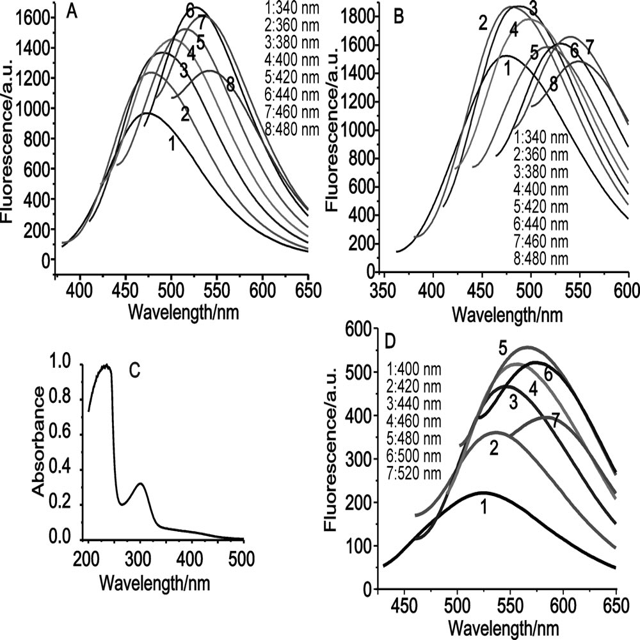 A
1:340 nm
2:360 nm
3:380 nm
4:400 nm
5:420 nm
6:440 nm
7:460 nm
8:480 nm
6
7
5
4
3
8
2
1
Fluorescence/a.u.
1600
1400
1200
1000
800
600
400
200
0
400 450 500 550 600 650
Wavelength/nm
B
2
3
4
5
6
7
8
1
1:340 nm
2:360 nm
3:380 nm
4:400 nm
5:420 nm
6:440 nm
7:460 nm
8:480 nm
Fluorescence/a.u.
1800
1600
1400
1200
1000
800
600
400
200
0
350 400 450 500 550 600
Wavelength/nm
C
Absorbance
1.0
0.8
0.6
0.4
0.2
0.0
200 300 400 500
Wavelength/nm
D
1:400 nm
2:420 nm
3:440 nm
4:460 nm
5:480 nm
6:500 nm
7:520 nm
5
6
4
3
7
2
1
Fluorescence/a.u.
600
500
400
300
200
100
0
450 500 550 600 650
Wavelength/nm